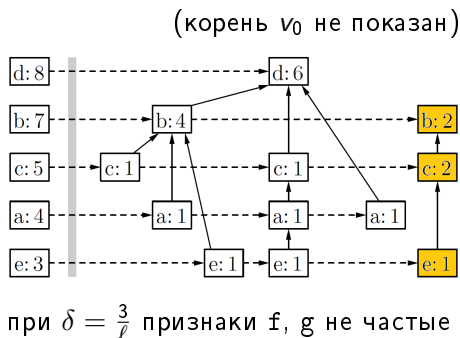 (корень v₀ не показан)
d:8 d:6
b:7 b:4 b:2
c:5 c:1 c:1 c:2
a:4 a:1 a:1 a:1
e:3 e:1 e:1 e:1
при δ = 3/ℓ признаки f, g не частые